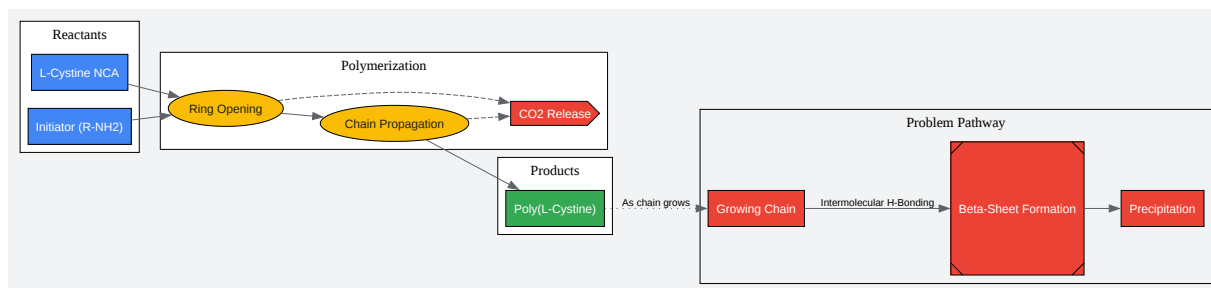 Reactants
L-Cystine NCA
Initiator (R-NH2)
Polymerization
Ring Opening
Chain Propagation
CO2 Release
Products
Poly(L-Cystine)
As chain grows
Problem Pathway
Growing Chain
Intermolecular H-Bonding
Beta-Sheet Formation
Precipitation